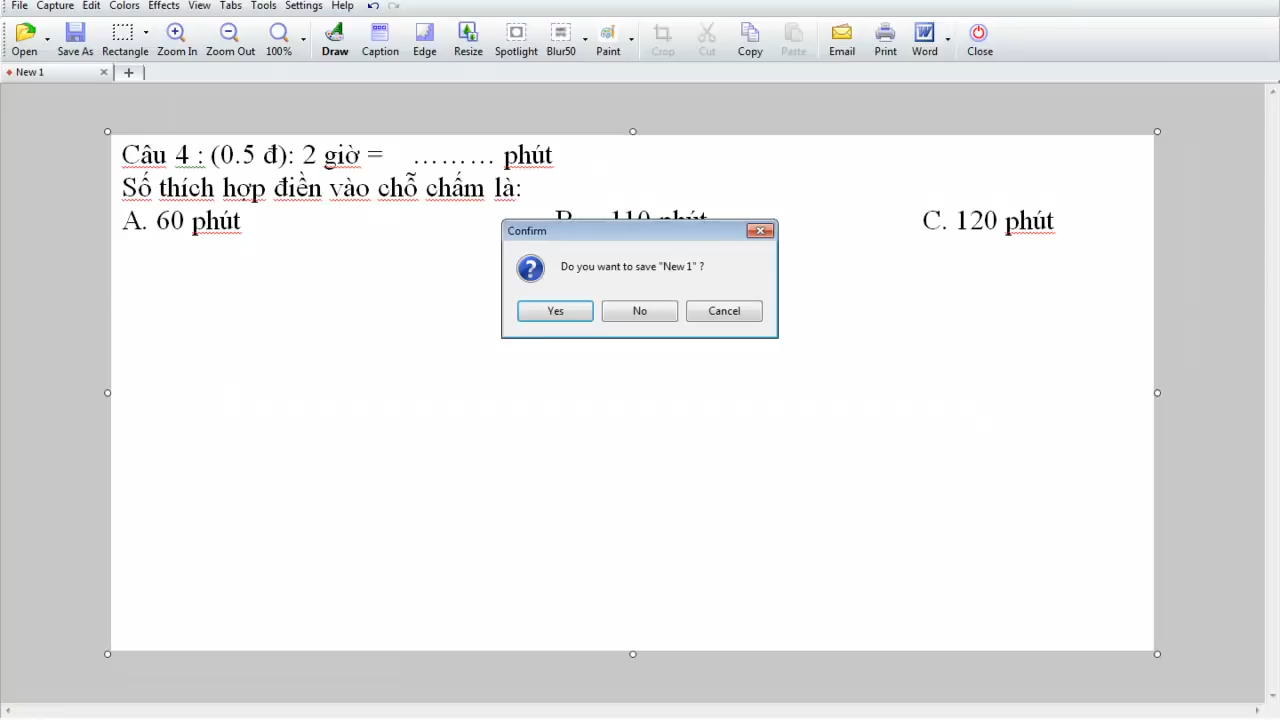 File Capture Edit Colors Effects View Tabs Tools Settings Help
Open Save As Rectangle Zoom In Zoom Out 100% Draw Caption Edge Resize Spotlight Blur50 Paint Crop Cut Copy Paste Email Print Word Close
New 1
Câu 4 : (0.5 đ): 2 giờ = ……… phút
Số thích hợp điền vào chỗ chấm là:
A. 60 phút B. 110 phút C. 120 phút
Confirm
Do you want to save "New 1" ?
Yes No Cancel